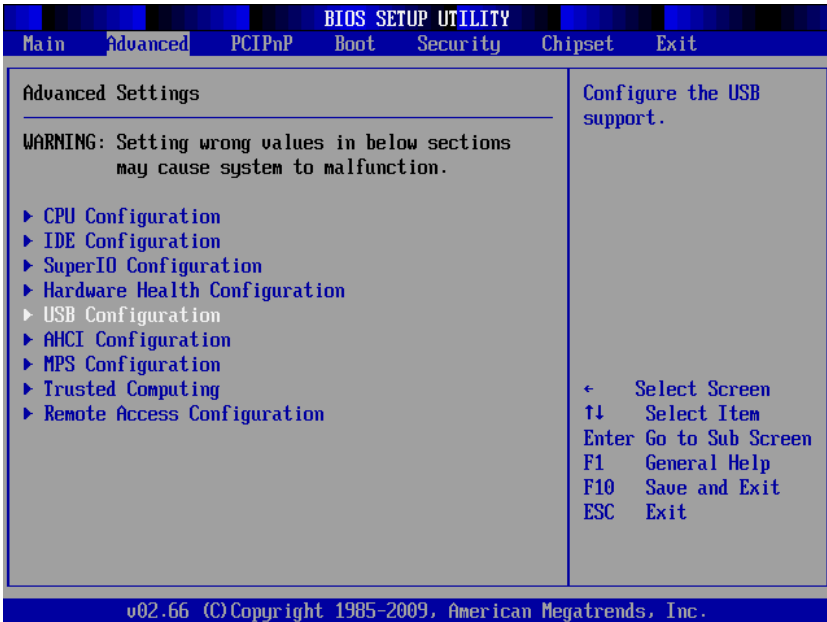 BIOS SETUP UTILITY
Main Advanced PCIPnP Boot Security Chipset Exit
Advanced Settings
WARNING: Setting wrong values in below sections
may cause system to malfunction.
▶ CPU Configuration
▶ IDE Configuration
▶ SuperIO Configuration
▶ Hardware Health Configuration
▶ USB Configuration
▶ AHCI Configuration
▶ MPS Configuration
▶ Trusted Computing
▶ Remote Access Configuration
Configure the USB
support.
← Select Screen
↑↓ Select Item
Enter Go to Sub Screen
F1 General Help
F10 Save and Exit
ESC Exit
v02.66 (C)Copyright 1985-2009, American Megatrends, Inc.